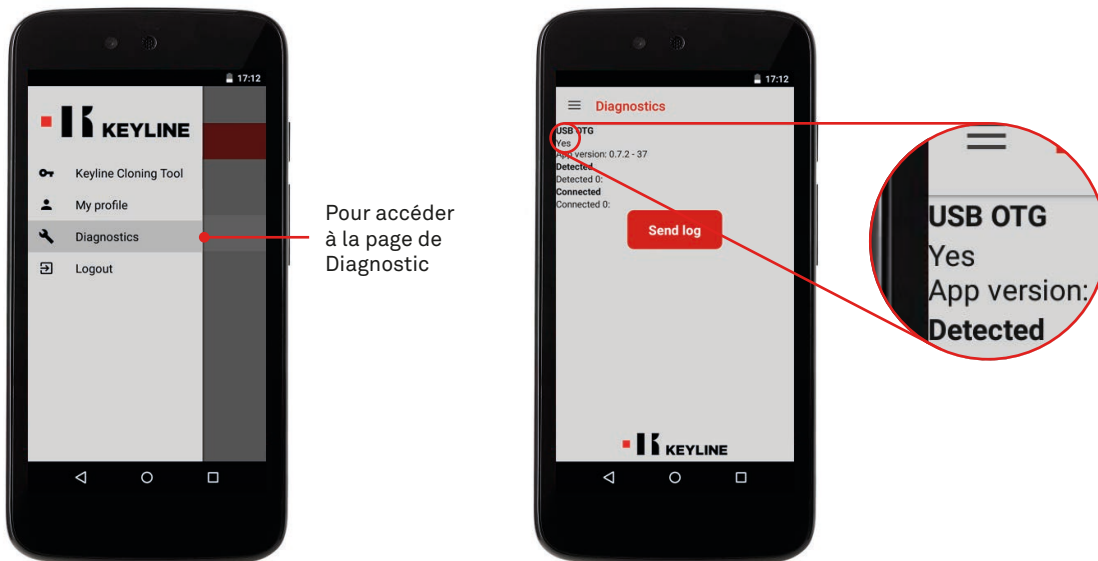 17:12
KEYLINE
Keyline Cloning Tool
My profile
Diagnostics
Logout
Pour accéder
à la page de
Diagnostic
17:12
Diagnostics
USB OTG
Yes
App version: 0.7.2 - 37
Detected
Detected 0:
Connected
Connected 0:
Send log
KEYLINE
USB OTG
Yes
App version:
Detected